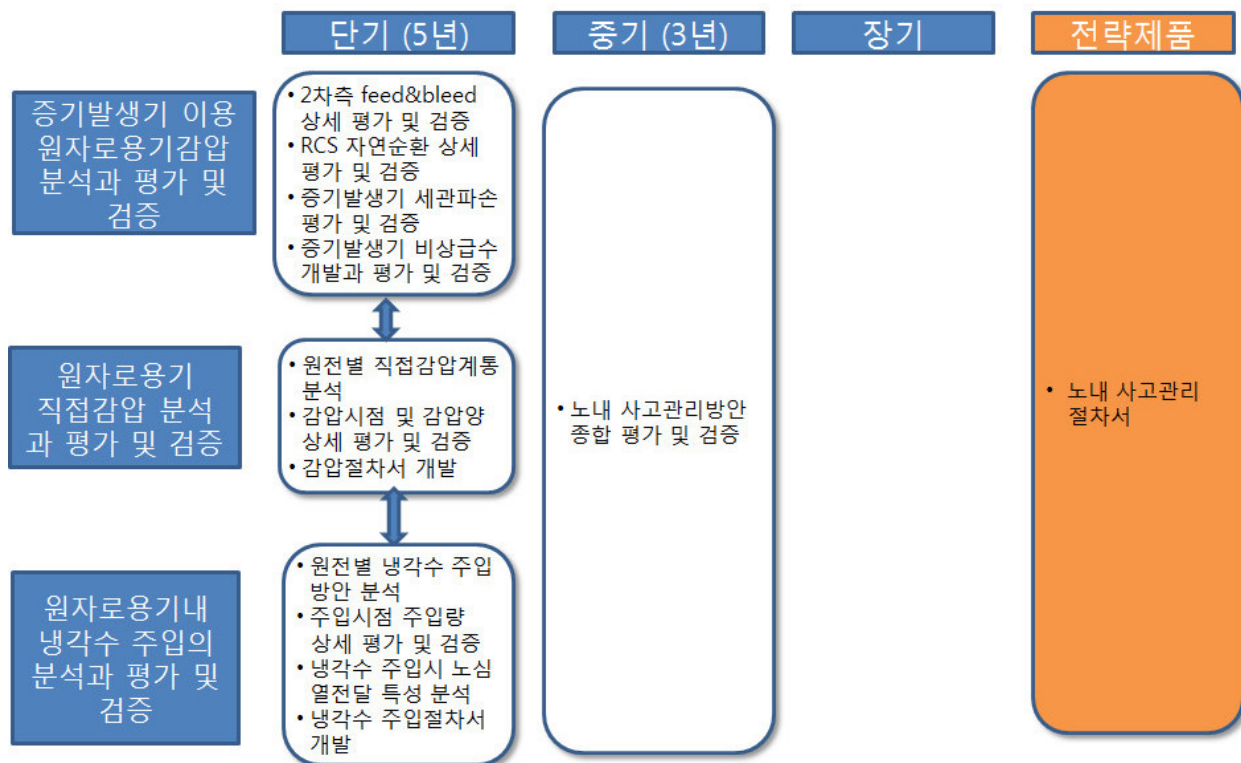 단기 (5년)
중기 (3년)
장기
전략제품
증기발생기 이용
원자로용기감압
분석과 평가 및
검증
• 2차측 feed&bleed
상세 평가 및 검증
• RCS 자연순환 상세
평가 및 검증
• 증기발생기 세관파손
평가 및 검증
• 증기발생기 비상급수
개발과 평가 및 검증
원자로용기
직접감압 분석
과 평가 및 검증
• 원전별 직접감압계통
분석
• 감압시점 및 감압양
상세 평가 및 검증
• 감압절차서 개발
• 노내 사고관리방안
종합 평가 및 검증
• 노내 사고관리
절차서
원자로용기내
냉각수 주입의
분석과 평가 및
검증
• 원전별 냉각수 주입
방안 분석
• 주입시점 주입량
상세 평가 및 검증
• 냉각수 주입시 노심
열전달 특성 분석
• 냉각수 주입절차서
개발